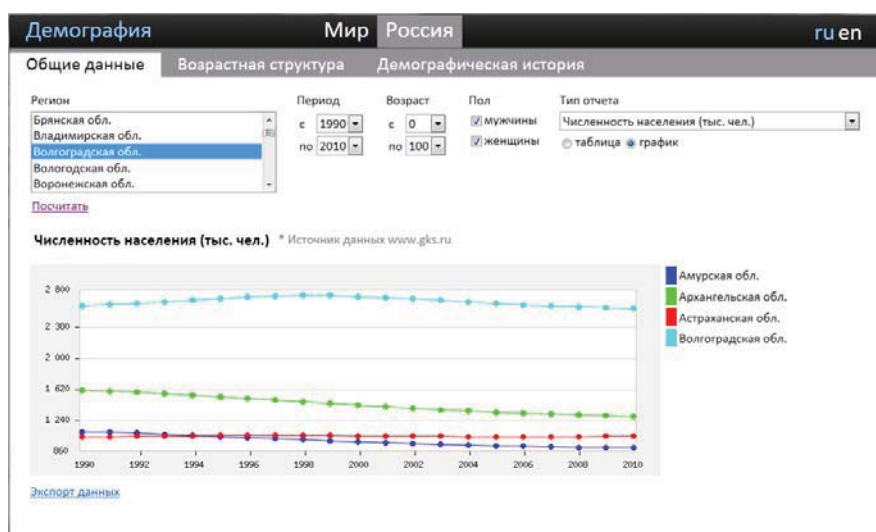 Демография Мир Россия ru en
Общие данные Возрастная структура Демографическая история
Регион Период Возраст Пол Тип отчета
Брянская обл. с 1990 с 0 мужчины Численность населения (тыс. чел.)
Владимирская обл. по 2010 по 100 женщины таблица график
Волгоградская обл.
Вологодская обл.
Воронежская обл.
Посчитать
Численность населения (тыс. чел.) * Источник данных www.gks.ru
Амурская обл.
Архангельская обл.
Астраханская обл.
Волгоградская обл.
2 800
2 300
2 000
1 620
1 240
860
1990 1992 1994 1996 1998 2000 2002 2004 2006 2008 2010
Экспорт данных